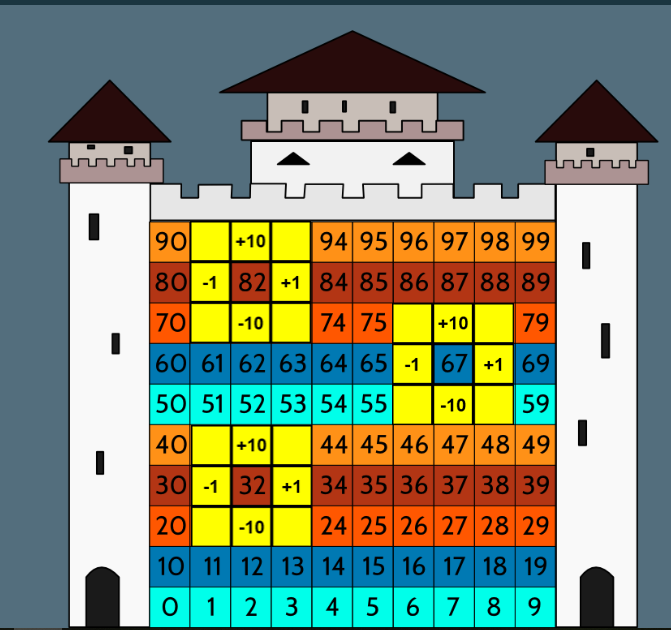 90 +10 94 95 96 97 98 99
80 -1 82 +1 84 85 86 87 88 89
70 -10 74 75 +10 79
60 61 62 63 64 65 -1 67 +1 69
50 51 52 53 54 55 -10 59
40 +10 44 45 46 47 48 49
30 -1 32 +1 34 35 36 37 38 39
20 -10 24 25 26 27 28 29
10 11 12 13 14 15 16 17 18 19
0 1 2 3 4 5 6 7 8 9